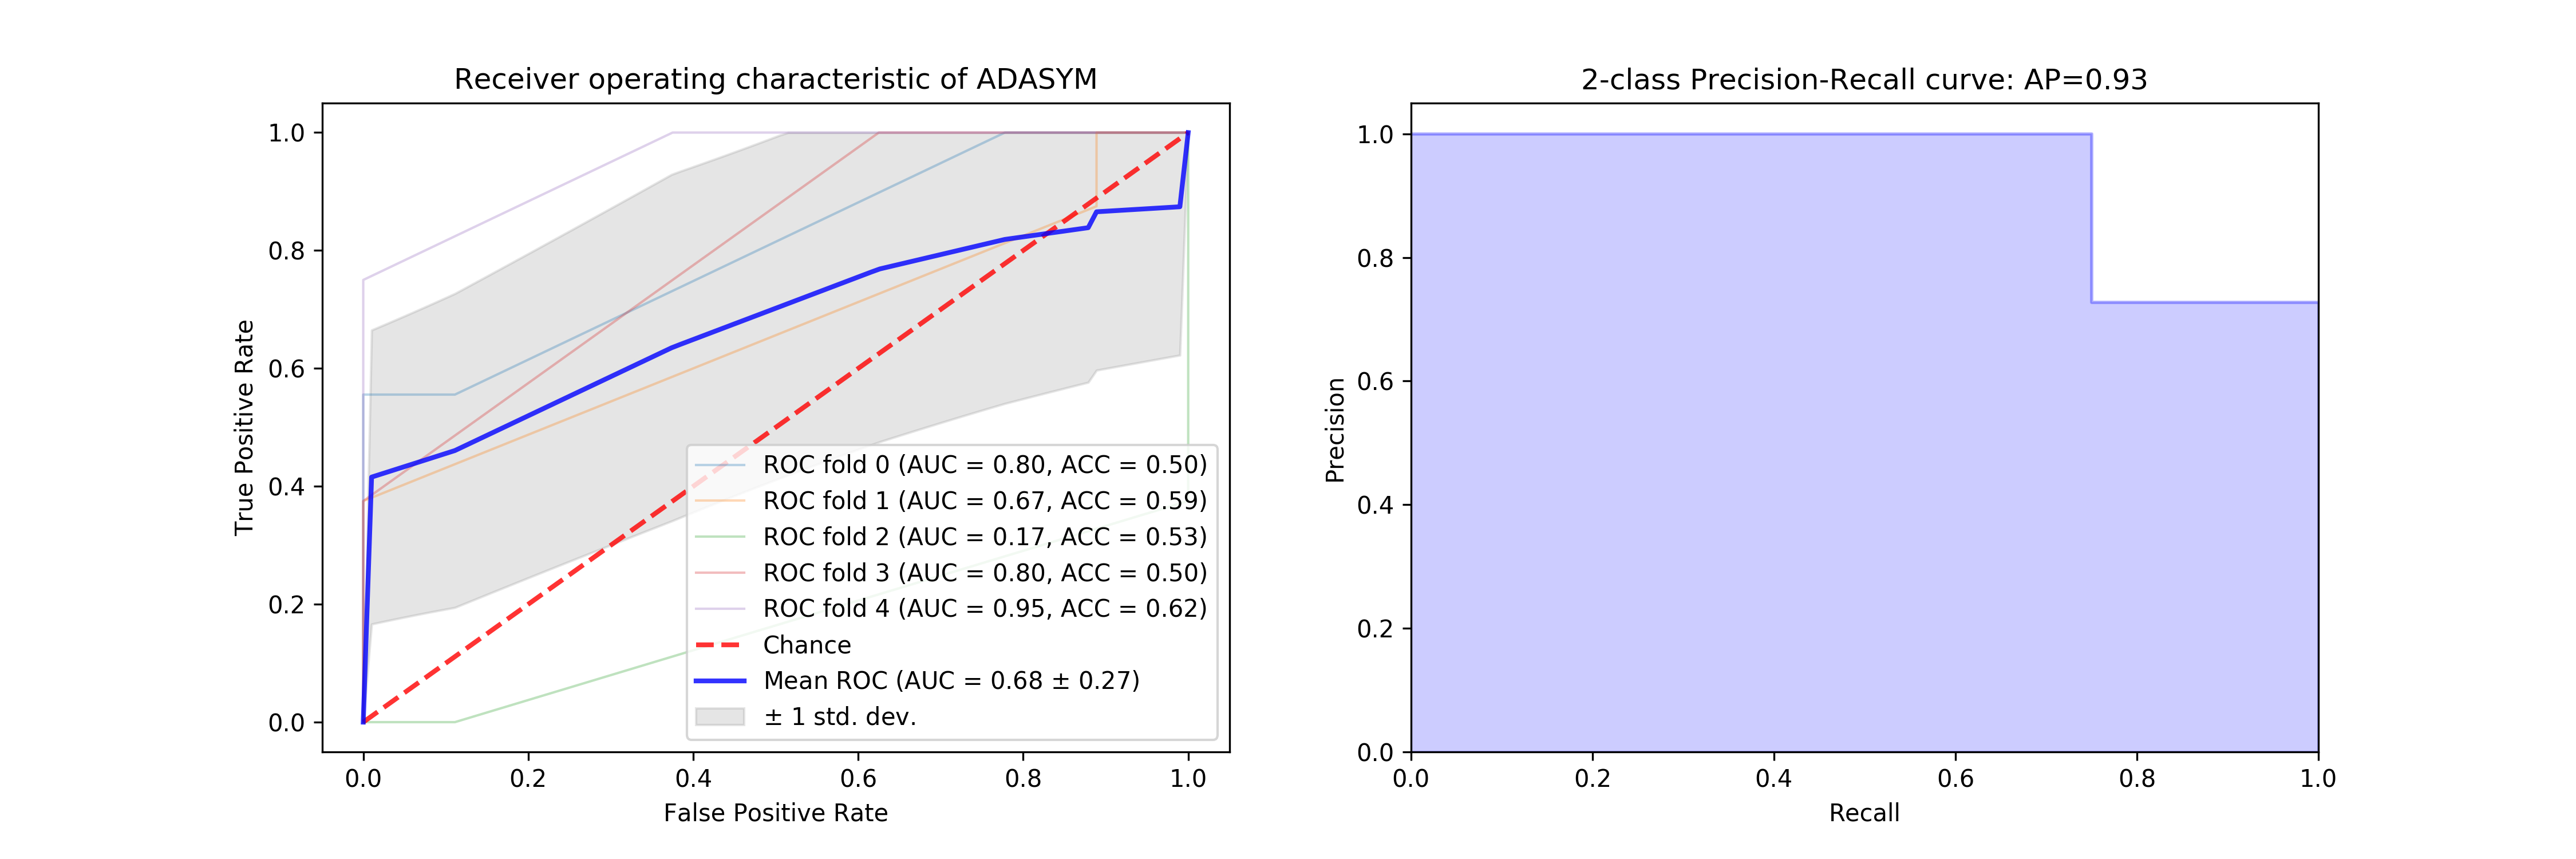 Receiver operating characteristic of ADASYM
True Positive Rate
1.0
0.8
0.6
0.4
0.2
0.0
ROC fold 0 (AUC = 0.80, ACC = 0.50)
ROC fold 1 (AUC = 0.67, ACC = 0.59)
ROC fold 2 (AUC = 0.17, ACC = 0.53)
ROC fold 3 (AUC = 0.80, ACC = 0.50)
ROC fold 4 (AUC = 0.95, ACC = 0.62)
Chance
Mean ROC (AUC = 0.68 ± 0.27)
± 1 std. dev.
0.0 0.2 0.4 0.6 0.8 1.0
False Positive Rate
2-class Precision-Recall curve: AP=0.93
Precision
1.0
0.8
0.6
0.4
0.2
0.0
0.0 0.2 0.4 0.6 0.8 1.0
Recall